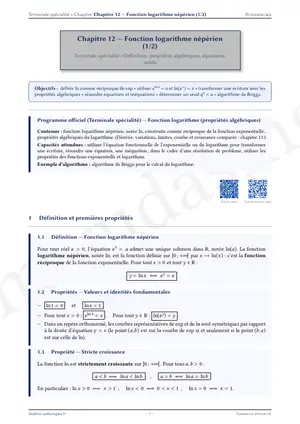 Terminale spécialité • Chapitre Chapitre 12 — Fonction logarithme népérien (1/2)
Chapitre 12 — Fonction logarithme népérien
(1/2)
Terminale spécialité • Définition, propriétés algébriques, équations,
Objectifs : définir ln comme réciproque de exp • utiliser e^{ln x} = x et ln(e^x) = x • transformer une écriture avec les
propriétés algébriques • résoudre équations et inéquations • déterminer un seuil q^n < a • algorithme de Briggs.
Programme officiel (Terminale spécialité) — Fonction logarithme (propriétés algébriques)
Contenus : fonction logarithme népérien, notée ln, construite comme réciproque de la fonction exponentielle,
propriétés algébriques du logarithme. (Dérivée, variations, limites, courbe et croissance comparée : chapitre 13.)
Capacités attendues : utiliser l'équation fonctionnelle de l'exponentielle ou du logarithme pour transformer
une écriture, résoudre une équation, une inéquation, dans le cadre d'une résolution de problème, utiliser les
propriétés des fonctions exponentielle et logarithme.
Exemple d'algorithme : algorithme de Briggs pour le calcul du logarithme.
1 Définition et premières propriétés
1.1 Définition — Fonction logarithme népérien
Pour tout réel a > 0, l'équation e^x = a admet une unique solution dans ℝ, notée ln(a). La fonction
logarithme népérien, notée ln, est la fonction définie sur ]0 ; +∞[ par x ↦ ln(x) : c'est la fonction
réciproque de la fonction exponentielle. Pour tout x > 0 et tout y ∈ ℝ :
y = ln x ⟺ e^y = x
1.2 Propriétés — Valeurs et identités fondamentales
– ln 1 = 0 et ln e = 1.
– Pour tout x > 0 : e^{ln x} = x. Pour tout y ∈ ℝ : ln(e^y) = y.
– Dans un repère orthonormé, les courbes représentatives de exp et de ln sont symétriques par rapport
à la droite d'équation y = x (le point (a;b) est sur la courbe de exp si et seulement si le point (b;a)
est sur celle de ln).
1.3 Propriété — Stricte croissance
La fonction ln est strictement croissante sur ]0 ; +∞[. Pour tous a, b > 0 :
a < b ⟺ ln a < ln b , a = b ⟺ ln a = ln b.
En particulier : ln x > 0 ⟺ x > 1 ; ln x < 0 ⟺ 0 < x < 1 ; ln x = 0 ⟺ x = 1.
– 1 –